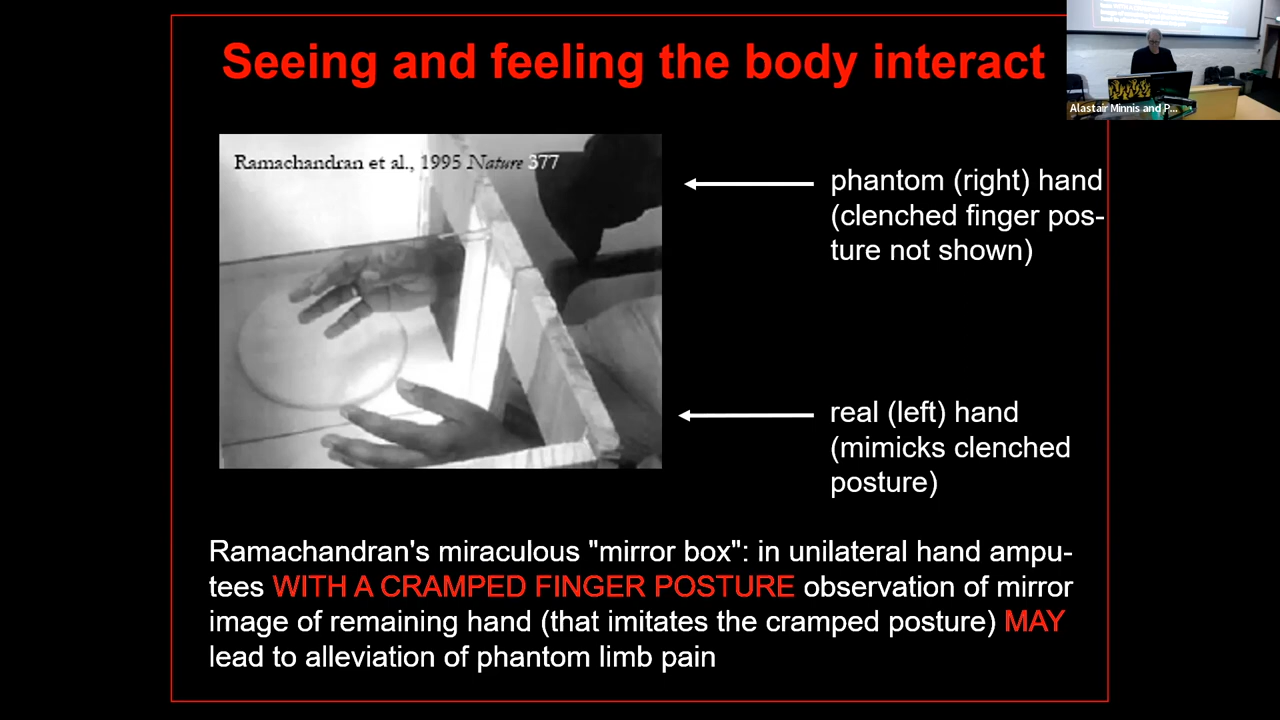 Seeing and feeling the body interact
Alastair Minnis and P...
Ramachandran et al., 1995 Nature 377
phantom (right) hand
(clenched finger pos-
ture not shown)
real (left) hand
(mimicks clenched
posture)
Ramachandran's miraculous "mirror box": in unilateral hand ampu-
tees WITH A CRAMPED FINGER POSTURE observation of mirror
image of remaining hand (that imitates the cramped posture) MAY
lead to alleviation of phantom limb pain